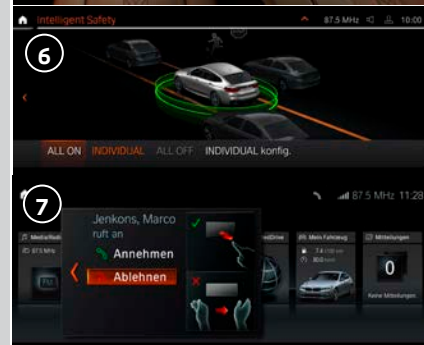 Intelligent Safety
87.5 MHz
10:00
6
ALL ON INDIVIDUAL ALL OFF INDIVIDUAL konfig.
7
87.5 MHz 11:28
Jenkons, Marco
ruft an
Annehmen
Ablehnen
Mein Fahrzeug
Mitteilungen
0
Keine Mitteilungen.